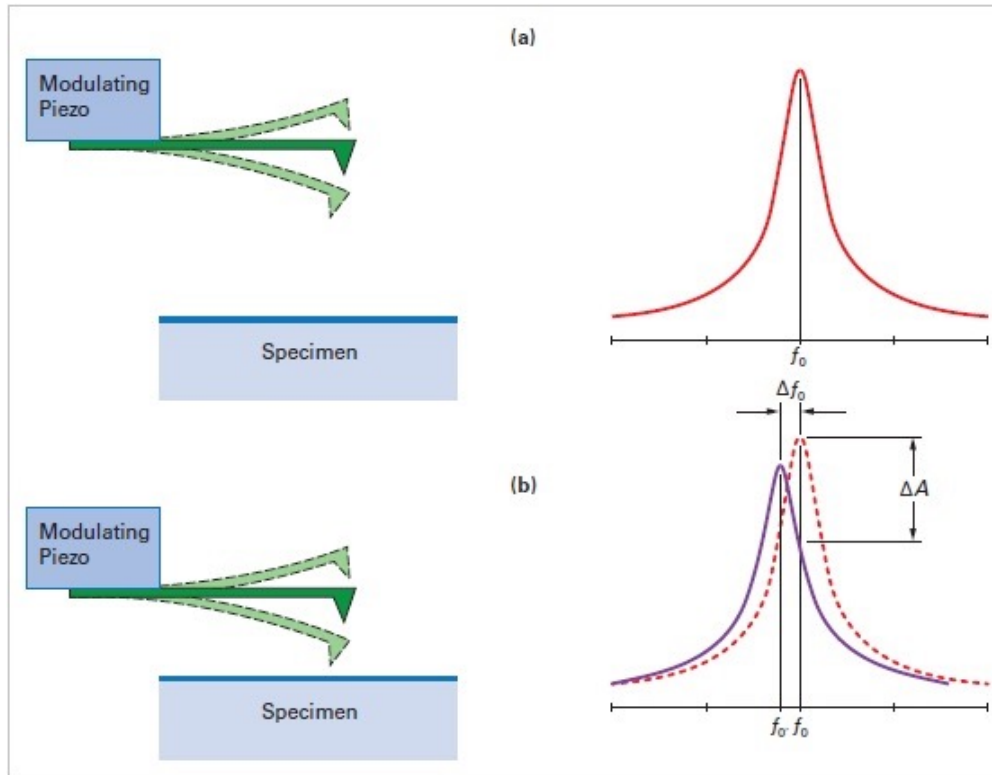 (a)
Modulating
Piezo
Specimen
f₀
Δf₀
(b)
ΔA
Modulating
Piezo
Specimen
f₀' f₀